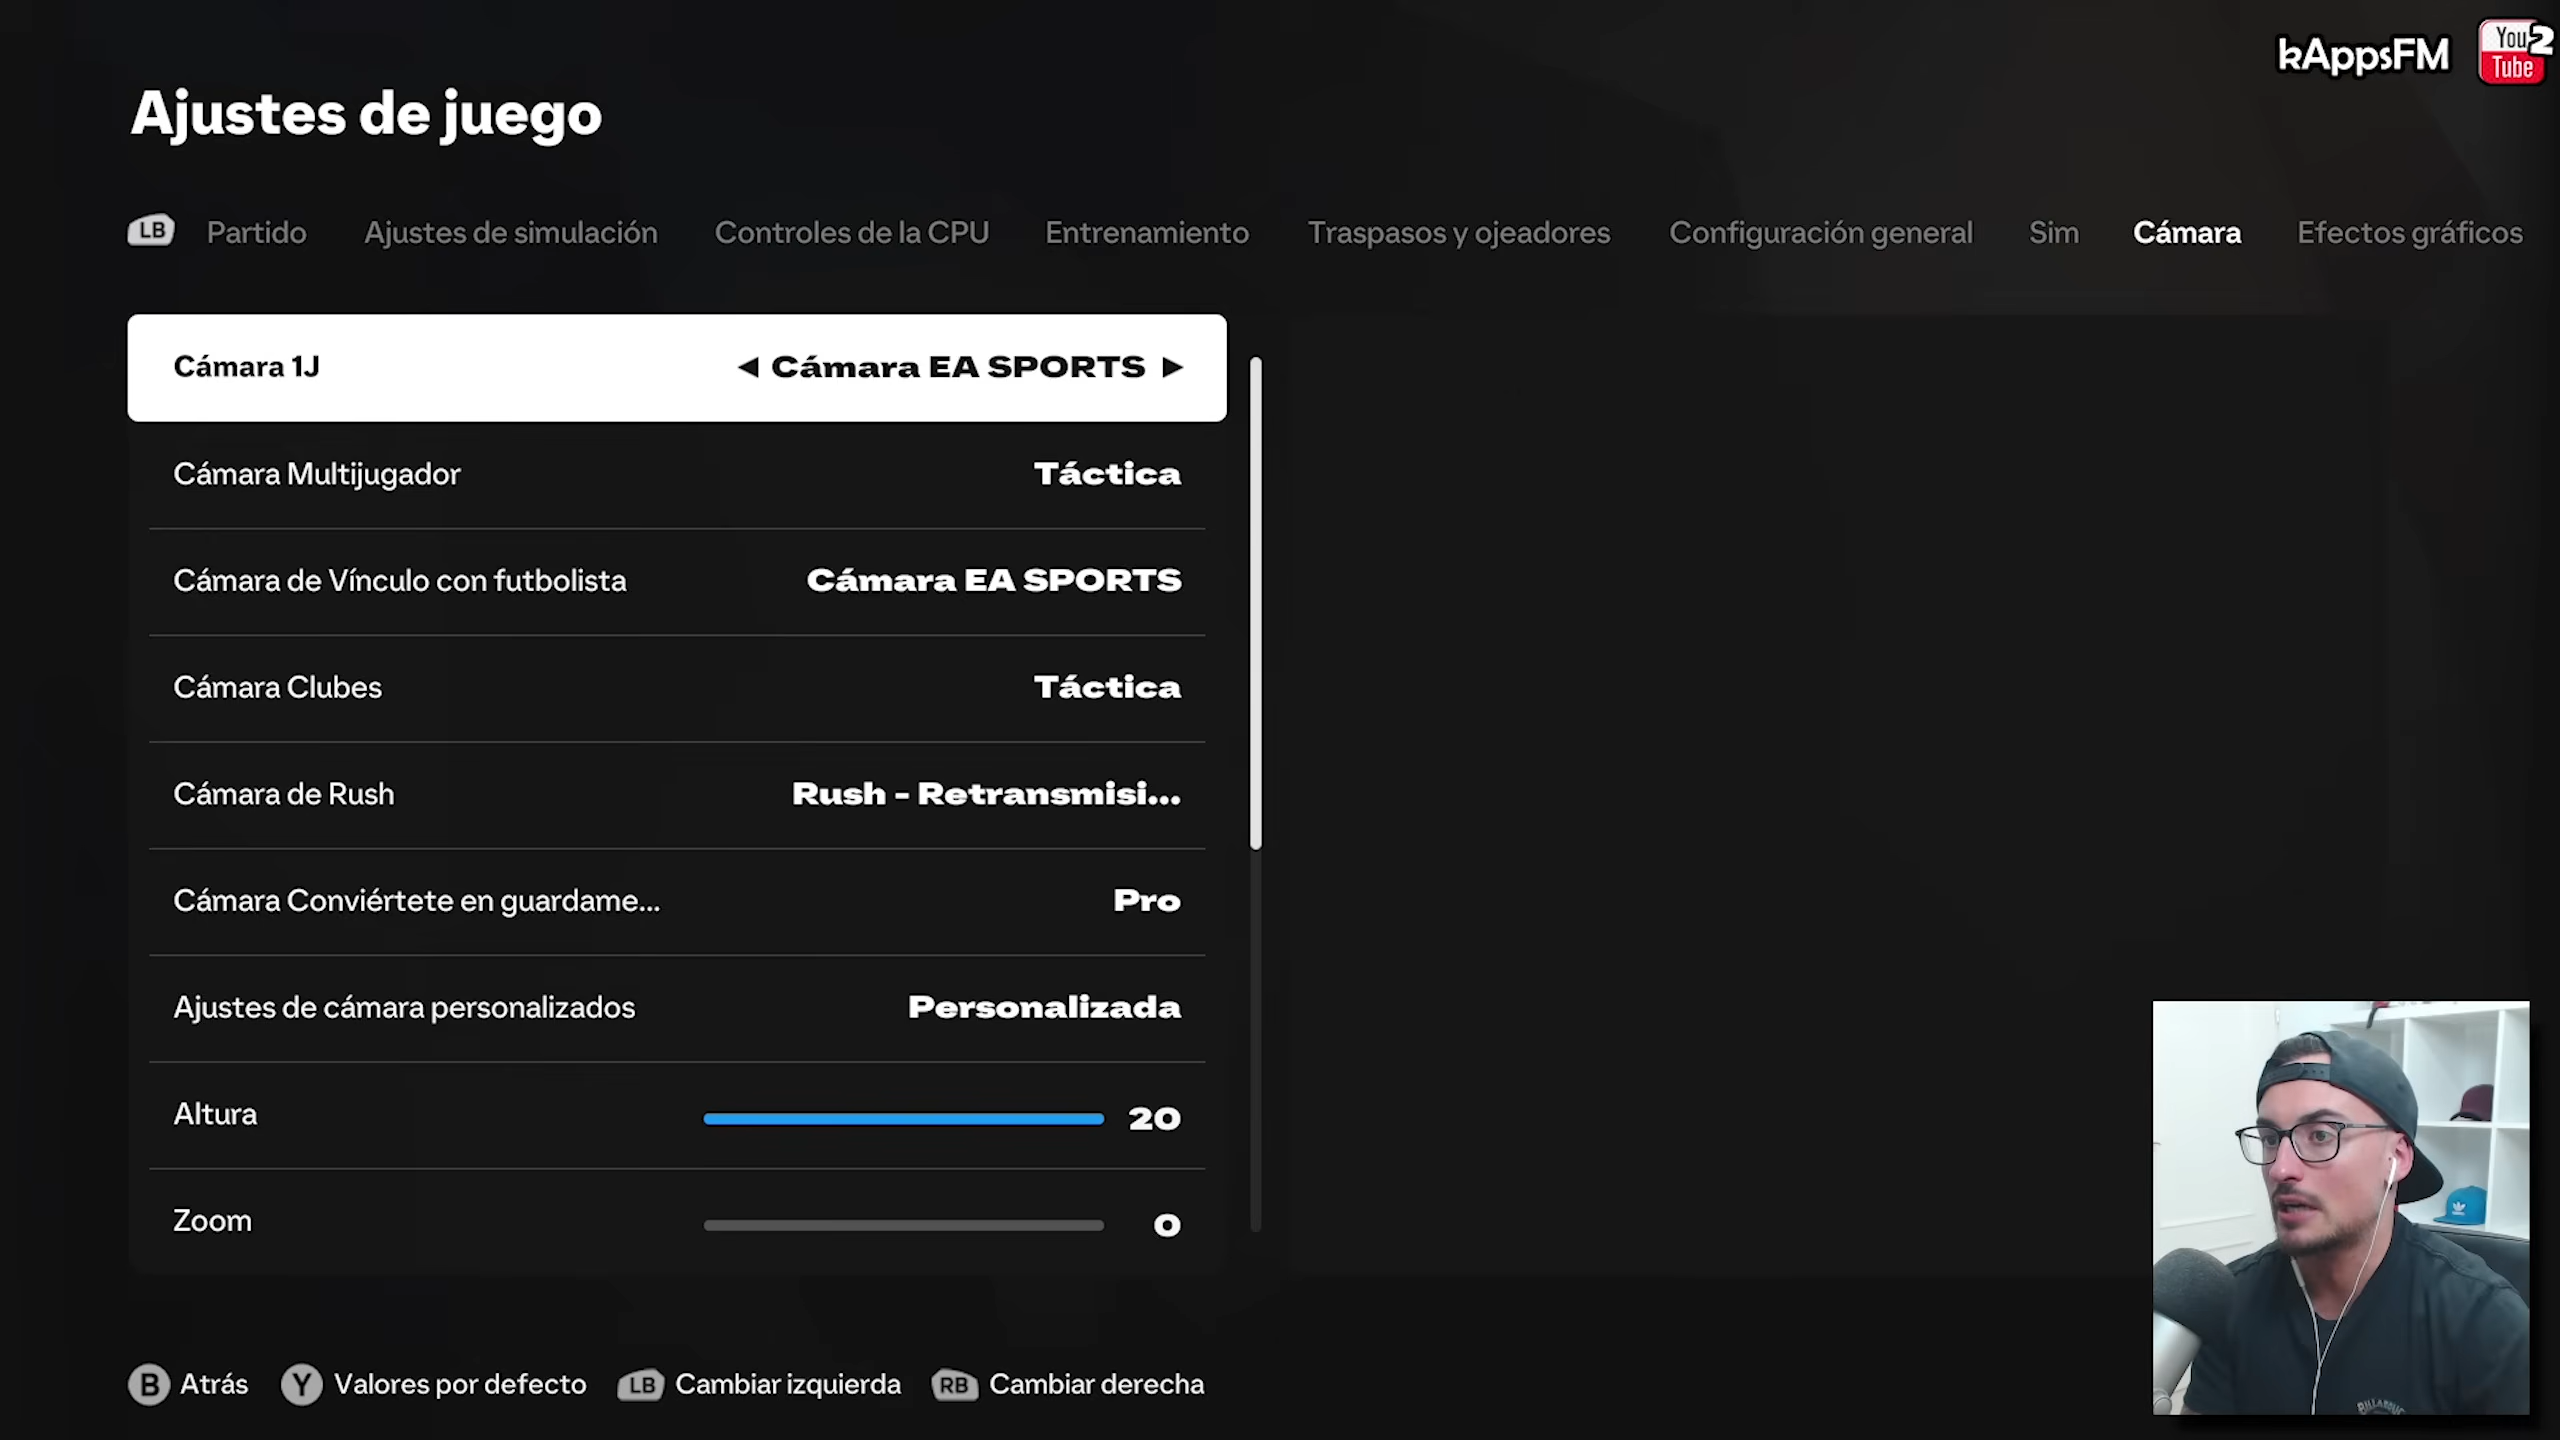 kAppsFM
You2
Tube
Ajustes de juego
LB Partido Ajustes de simulación Controles de la CPU Entrenamiento Traspasos y ojeadores Configuración general Sim Cámara Efectos gráficos
Cámara 1J Cámara EA SPORTS
Cámara Multijugador Táctica
Cámara de Vínculo con futbolista Cámara EA SPORTS
Cámara Clubes Táctica
Cámara de Rush Rush - Retransmisi...
Cámara Conviértete en guardame... Pro
Ajustes de cámara personalizados Personalizada
Altura 20
Zoom 0
B Atrás Y Valores por defecto LB Cambiar izquierda RB Cambiar derecha